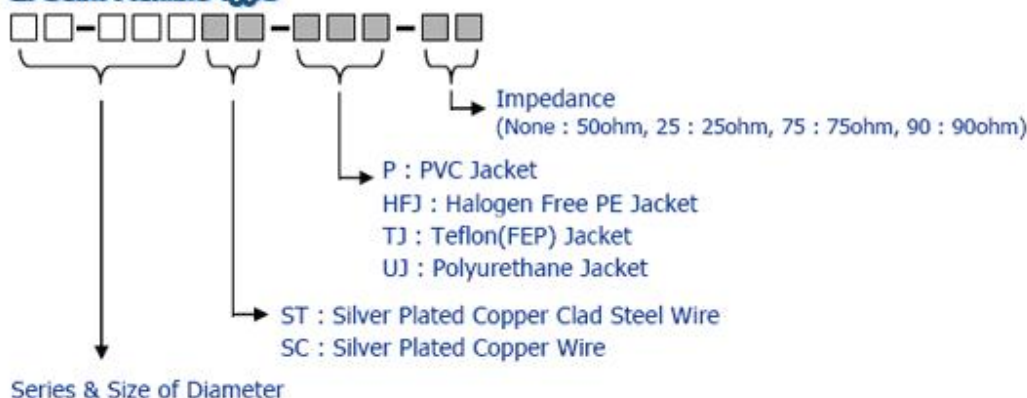 Impedance
(None : 50ohm, 25 : 25ohm, 75 : 75ohm, 90 : 90ohm)
P : PVC Jacket
HFJ : Halogen Free PE Jacket
TJ : Teflon(FEP) Jacket
UJ : Polyurethane Jacket
ST : Silver Plated Copper Clad Steel Wire
SC : Silver Plated Copper Wire
Series & Size of Diameter